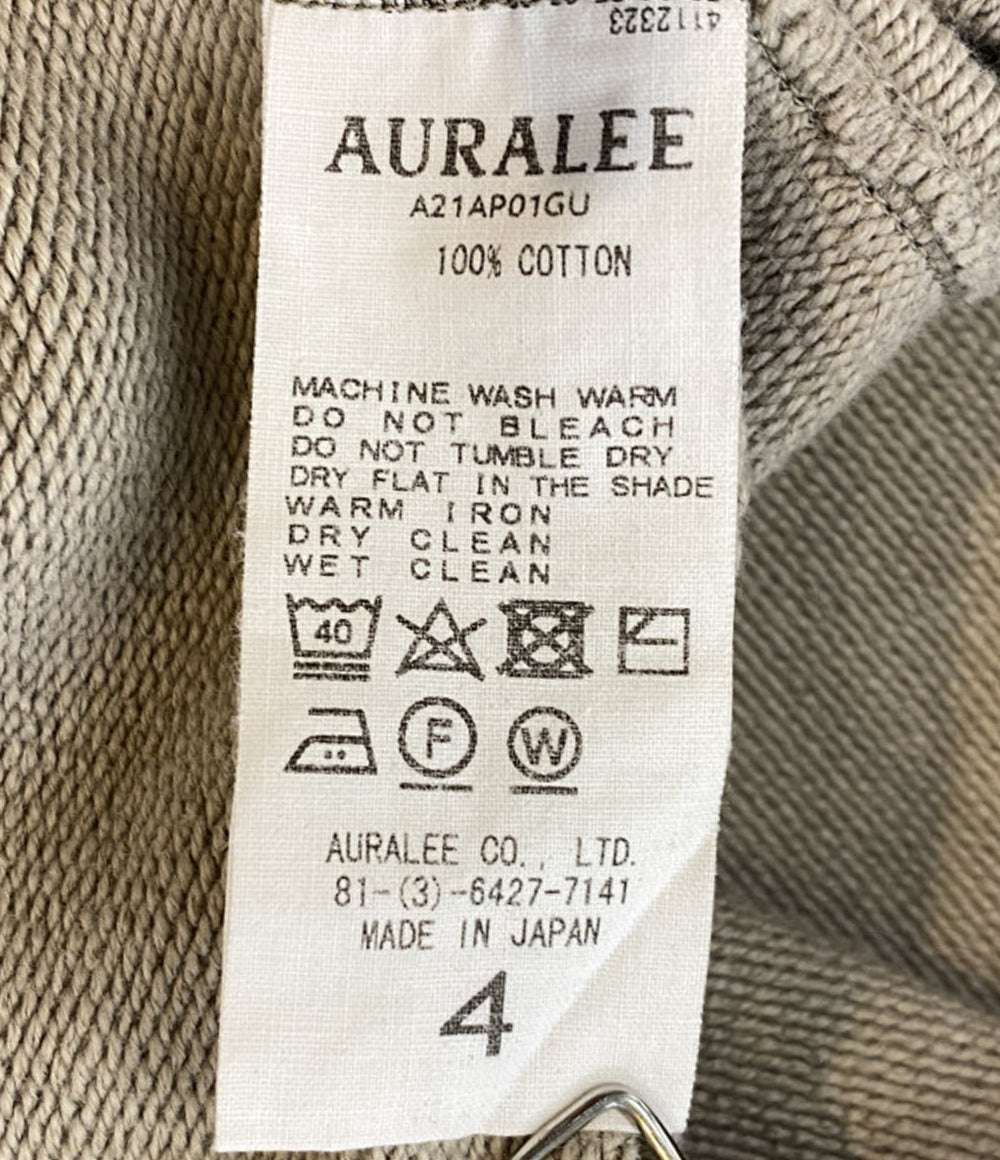 4112323
AURALEE
A21AP01GU
100% COTTON
MACHINE WASH WARM
DO NOT BLEACH
DO NOT TUMBLE DRY
DRY FLAT IN THE SHADE
WARM IRON
DRY CLEAN
WET CLEAN
40
F W
AURALEE CO., LTD.
81-(3)-6427-7141
MADE IN JAPAN
4